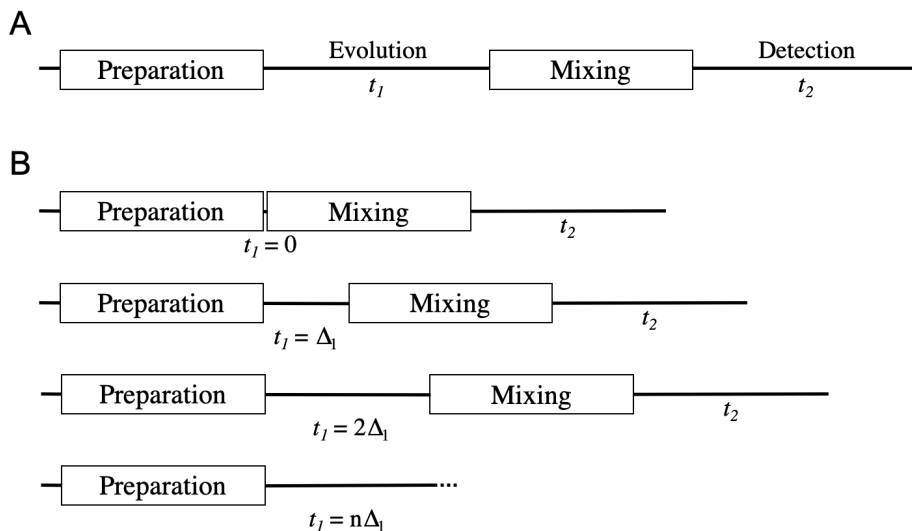 A
Evolution Detection
Preparation Mixing
t1 t2
B
Preparation Mixing
t2
t1 = 0
Preparation Mixing
t2
t1 = Δ1
Preparation Mixing
t2
t1 = 2Δ1
Preparation
t1 = nΔ1